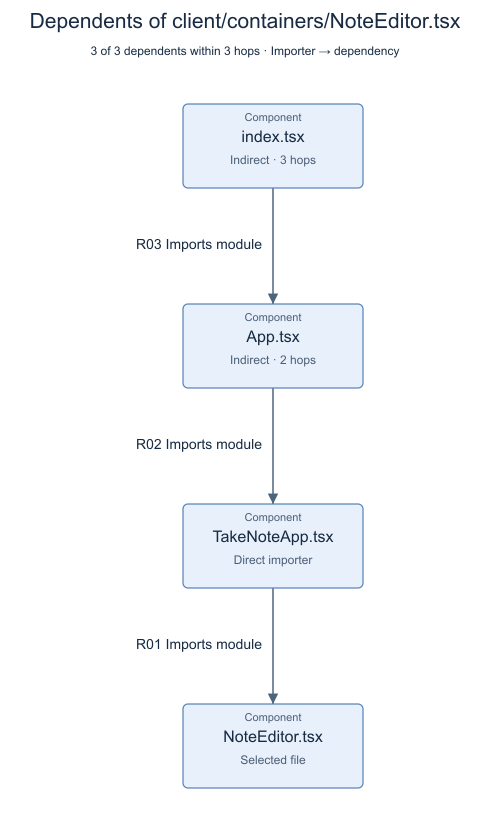 Dependents of client/containers/NoteEditor.tsx
3 of 3 dependents within 3 hops · Importer → dependency
Component
index.tsx
Indirect · 3 hops
R03 Imports module
Component
App.tsx
Indirect · 2 hops
R02 Imports module
Component
TakeNoteApp.tsx
Direct importer
R01 Imports module
Component
NoteEditor.tsx
Selected file